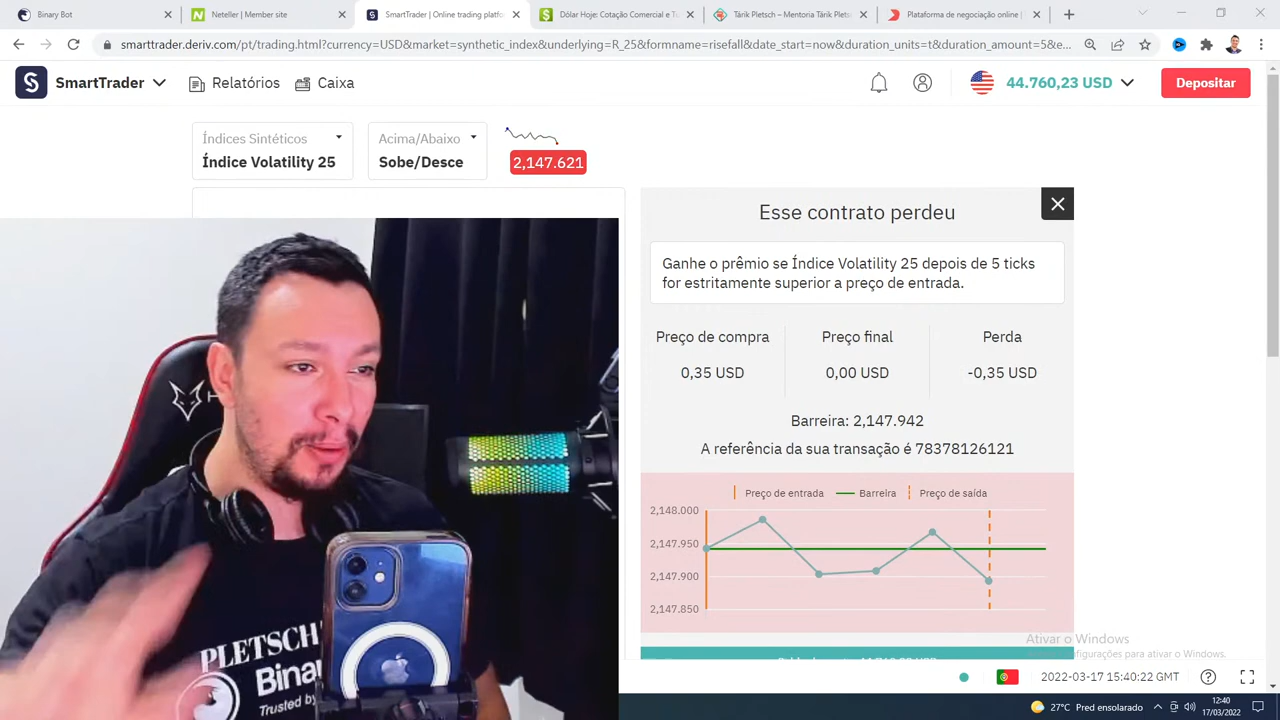 Binary Bot
Neteller | Member site
SmartTrader | Online trading platfo
Dólar Hoje: Cotação Comercial e Tu
Tárik Pletsch – Mentoria Tárik Plets
Plataforma de negociação online |
smarttrader.deriv.com/pt/trading.html?currency=USD&market=synthetic_index&underlying=R_25&formname=risefall&date_start=now&duration_units=t&duration_amount=5&e...
SmartTrader
Relatórios
Caixa
44.760,23 USD
Depositar
Índices Sintéticos
Índice Volatility 25
Acima/Abaixo
Sobe/Desce
2,147.621
Esse contrato perdeu
Ganhe o prêmio se Índice Volatility 25 depois de 5 ticks
for estritamente superior a preço de entrada.
Preço de compra
Preço final
Perda
0,35 USD
0,00 USD
-0,35 USD
Barreira: 2,147.942
A referência da sua transação é 78378126121
Preço de entrada
Barreira
Preço de saída
2,148.000
2,147.950
2,147.900
2,147.850
PLETSCH
Binar
Trusted by
Ativar o Windows
2022-03-17 15:40:22 GMT
27°C Pred ensolarado
12:40
17/03/2022